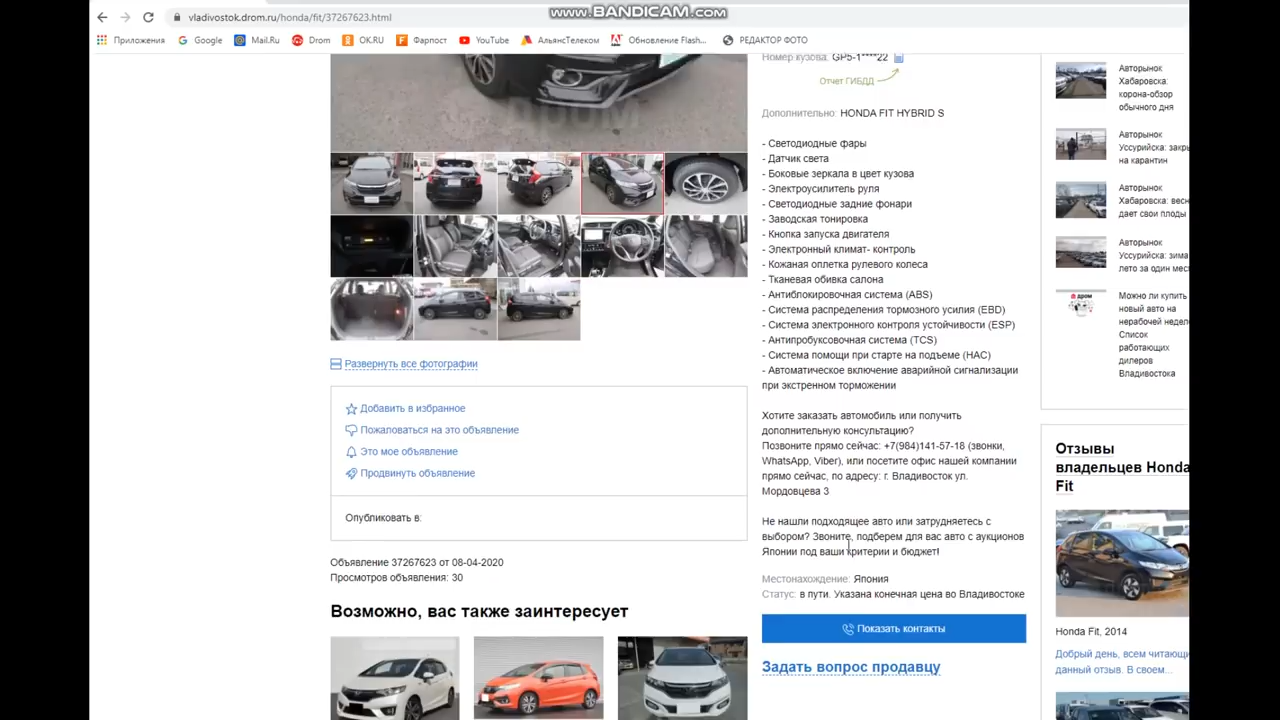 www.BANDICAM.com
vladivostok.drom.ru/honda/fit/37267623.html
Приложения Google Mail.Ru Drom OK.RU Фарпост YouTube АльянсТелеком Обновление Flash... РЕДАКТОР ФОТО
Номер кузова: GP5-1****22
Отчет ГИБДД
Дополнительно: HONDA FIT HYBRID S
- Светодиодные фары
- Датчик света
- Боковые зеркала в цвет кузова
- Электроусилитель руля
- Светодиодные задние фонари
- Заводская тонировка
- Кнопка запуска двигателя
- Электронный климат- контроль
- Кожаная оплетка рулевого колеса
- Тканевая обивка салона
- Антиблокировочная система (ABS)
- Система распределения тормозного усилия (EBD)
- Система электронного контроля устойчивости (ESP)
- Антипробуксовочная система (TCS)
- Система помощи при старте на подъеме (HAC)
- Автоматическое включение аварийной сигнализации
при экстренном торможении
Хотите заказать автомобиль или получить
дополнительную консультацию?
Позвоните прямо сейчас: +7(984)141-57-18 (звонки,
WhatsApp, Viber), или посетите офис нашей компании
прямо сейчас, по адресу: г. Владивосток ул.
Мордовцева 3
Не нашли подходящее авто или затрудняетесь с
выбором? Звоните, подберем для вас авто с аукционов
Японии под ваши критерии и бюджет!
Местонахождение: Япония
Статус: в пути. Указана конечная цена во Владивостоке
Показать контакты
Задать вопрос продавцу
Развернуть все фотографии
Добавить в избранное
Пожаловаться на это объявление
Это мое объявление
Продвинуть объявление
Опубликовать в:
Объявление 37267623 от 08-04-2020
Просмотров объявления: 30
Возможно, вас также заинтересует
Авторынок
Хабаровска:
корона-обзор
обычного дня
Авторынок
Уссурийска: закры
на карантин
Авторынок
Хабаровска: весн
дает свои плоды
Авторынок
Уссурийска: зима
лето за один меся
дром
Можно ли купить
новый авто на
нерабочей неделе
Список
работающих
дилеров
Владивостока
Отзывы
владельцев Honda
Fit
Honda Fit, 2014
Добрый день, всем читающи
данный отзыв. В своем...